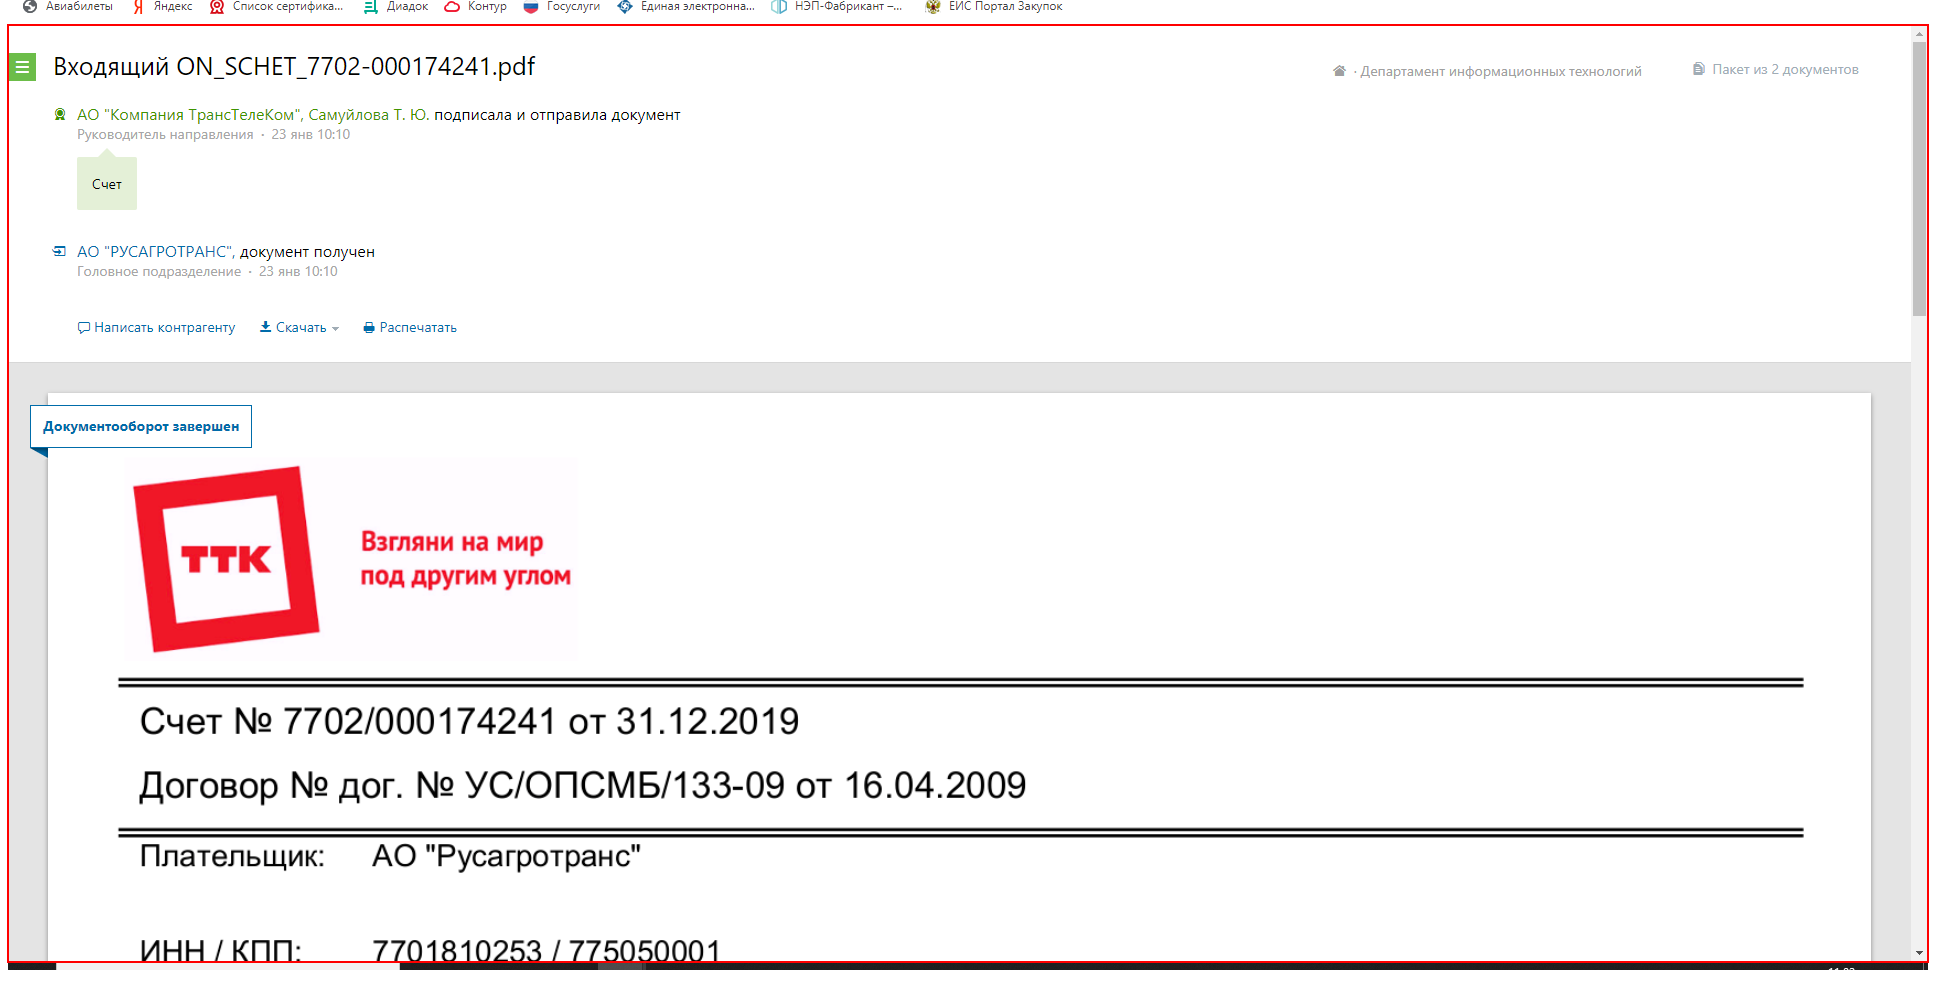 Авиабилеты Яндекс Список сертифика... Диадок Контур Госуслуги Единая электронна... НЭП-Фабрикант –... ЕИС Портал Закупок
Входящий ON_SCHET_7702-000174241.pdf
· Департамент информационных технологий
Пакет из 2 документов
АО "Компания ТрансТелеКом", Самуйлова Т. Ю. подписала и отправила документ
Руководитель направления · 23 янв 10:10
Счет
АО "РУСАГРОТРАНС", документ получен
Головное подразделение · 23 янв 10:10
Написать контрагенту Скачать Распечатать
Документооборот завершен
ТТК
Взгляни на мир
под другим углом
Счет № 7702/000174241 от 31.12.2019
Договор № дог. № УС/ОПСМБ/133-09 от 16.04.2009
Плательщик: АО "Русагротранс"
ИНН / КПП: 7701810253 / 775050001